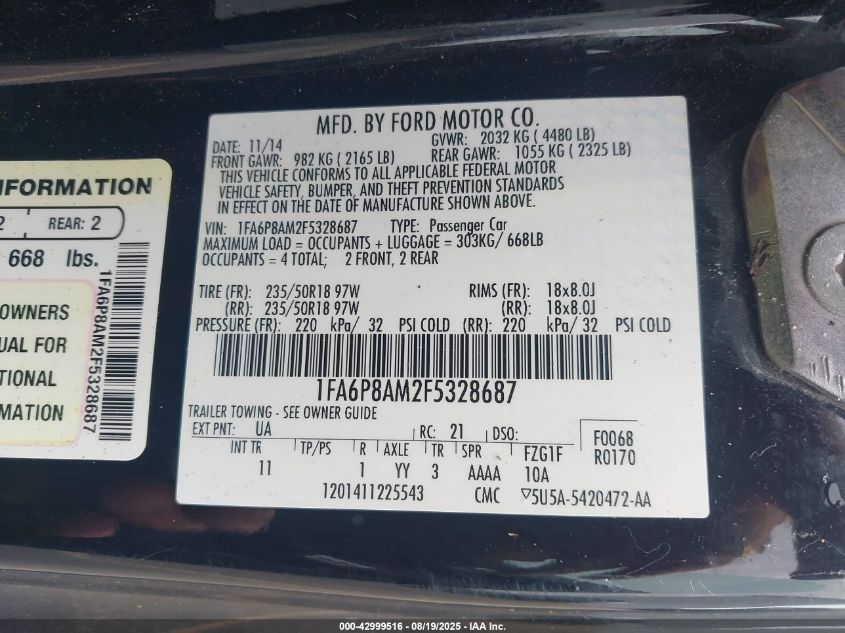 MFD. BY FORD MOTOR CO.
DATE: 11/14 GVWR: 2032 KG ( 4480 LB)
FRONT GAWR: 982 KG ( 2165 LB) REAR GAWR: 1055 KG ( 2325 LB)
THIS VEHICLE CONFORMS TO ALL APPLICABLE FEDERAL MOTOR
VEHICLE SAFETY, BUMPER, AND THEFT PREVENTION STANDARDS
IN EFFECT ON THE DATE OF MANUFACTURE SHOWN ABOVE.
VIN: 1FA6P8AM2F5328687 TYPE: Passenger Car
MAXIMUM LOAD = OCCUPANTS + LUGGAGE = 303KG/ 668LB
OCCUPANTS = 4 TOTAL; 2 FRONT, 2 REAR
TIRE (FR): 235/50R18 97W RIMS (FR): 18x8.0J
(RR): 235/50R18 97W (RR): 18x8.0J
PRESSURE (FR): 220 kPa/ 32 PSI COLD (RR): 220 kPa/ 32 PSI COLD
1FA6P8AM2F5328687
TRAILER TOWING - SEE OWNER GUIDE
EXT PNT: UA RC: 21 DSO: F0068
INT TR TP/PS R AXLE TR SPR FZG1F R0170
11 1 YY 3 AAAA 10A
1201411225543 CMC ▽5U5A-5420472-AA
NFORMATION
2 REAR: 2
668 lbs.
OWNERS
UAL FOR
TIONAL
MATION
1FA6P8AM2F5328687
000-42999516 - 08/19/2025 - IAA Inc.